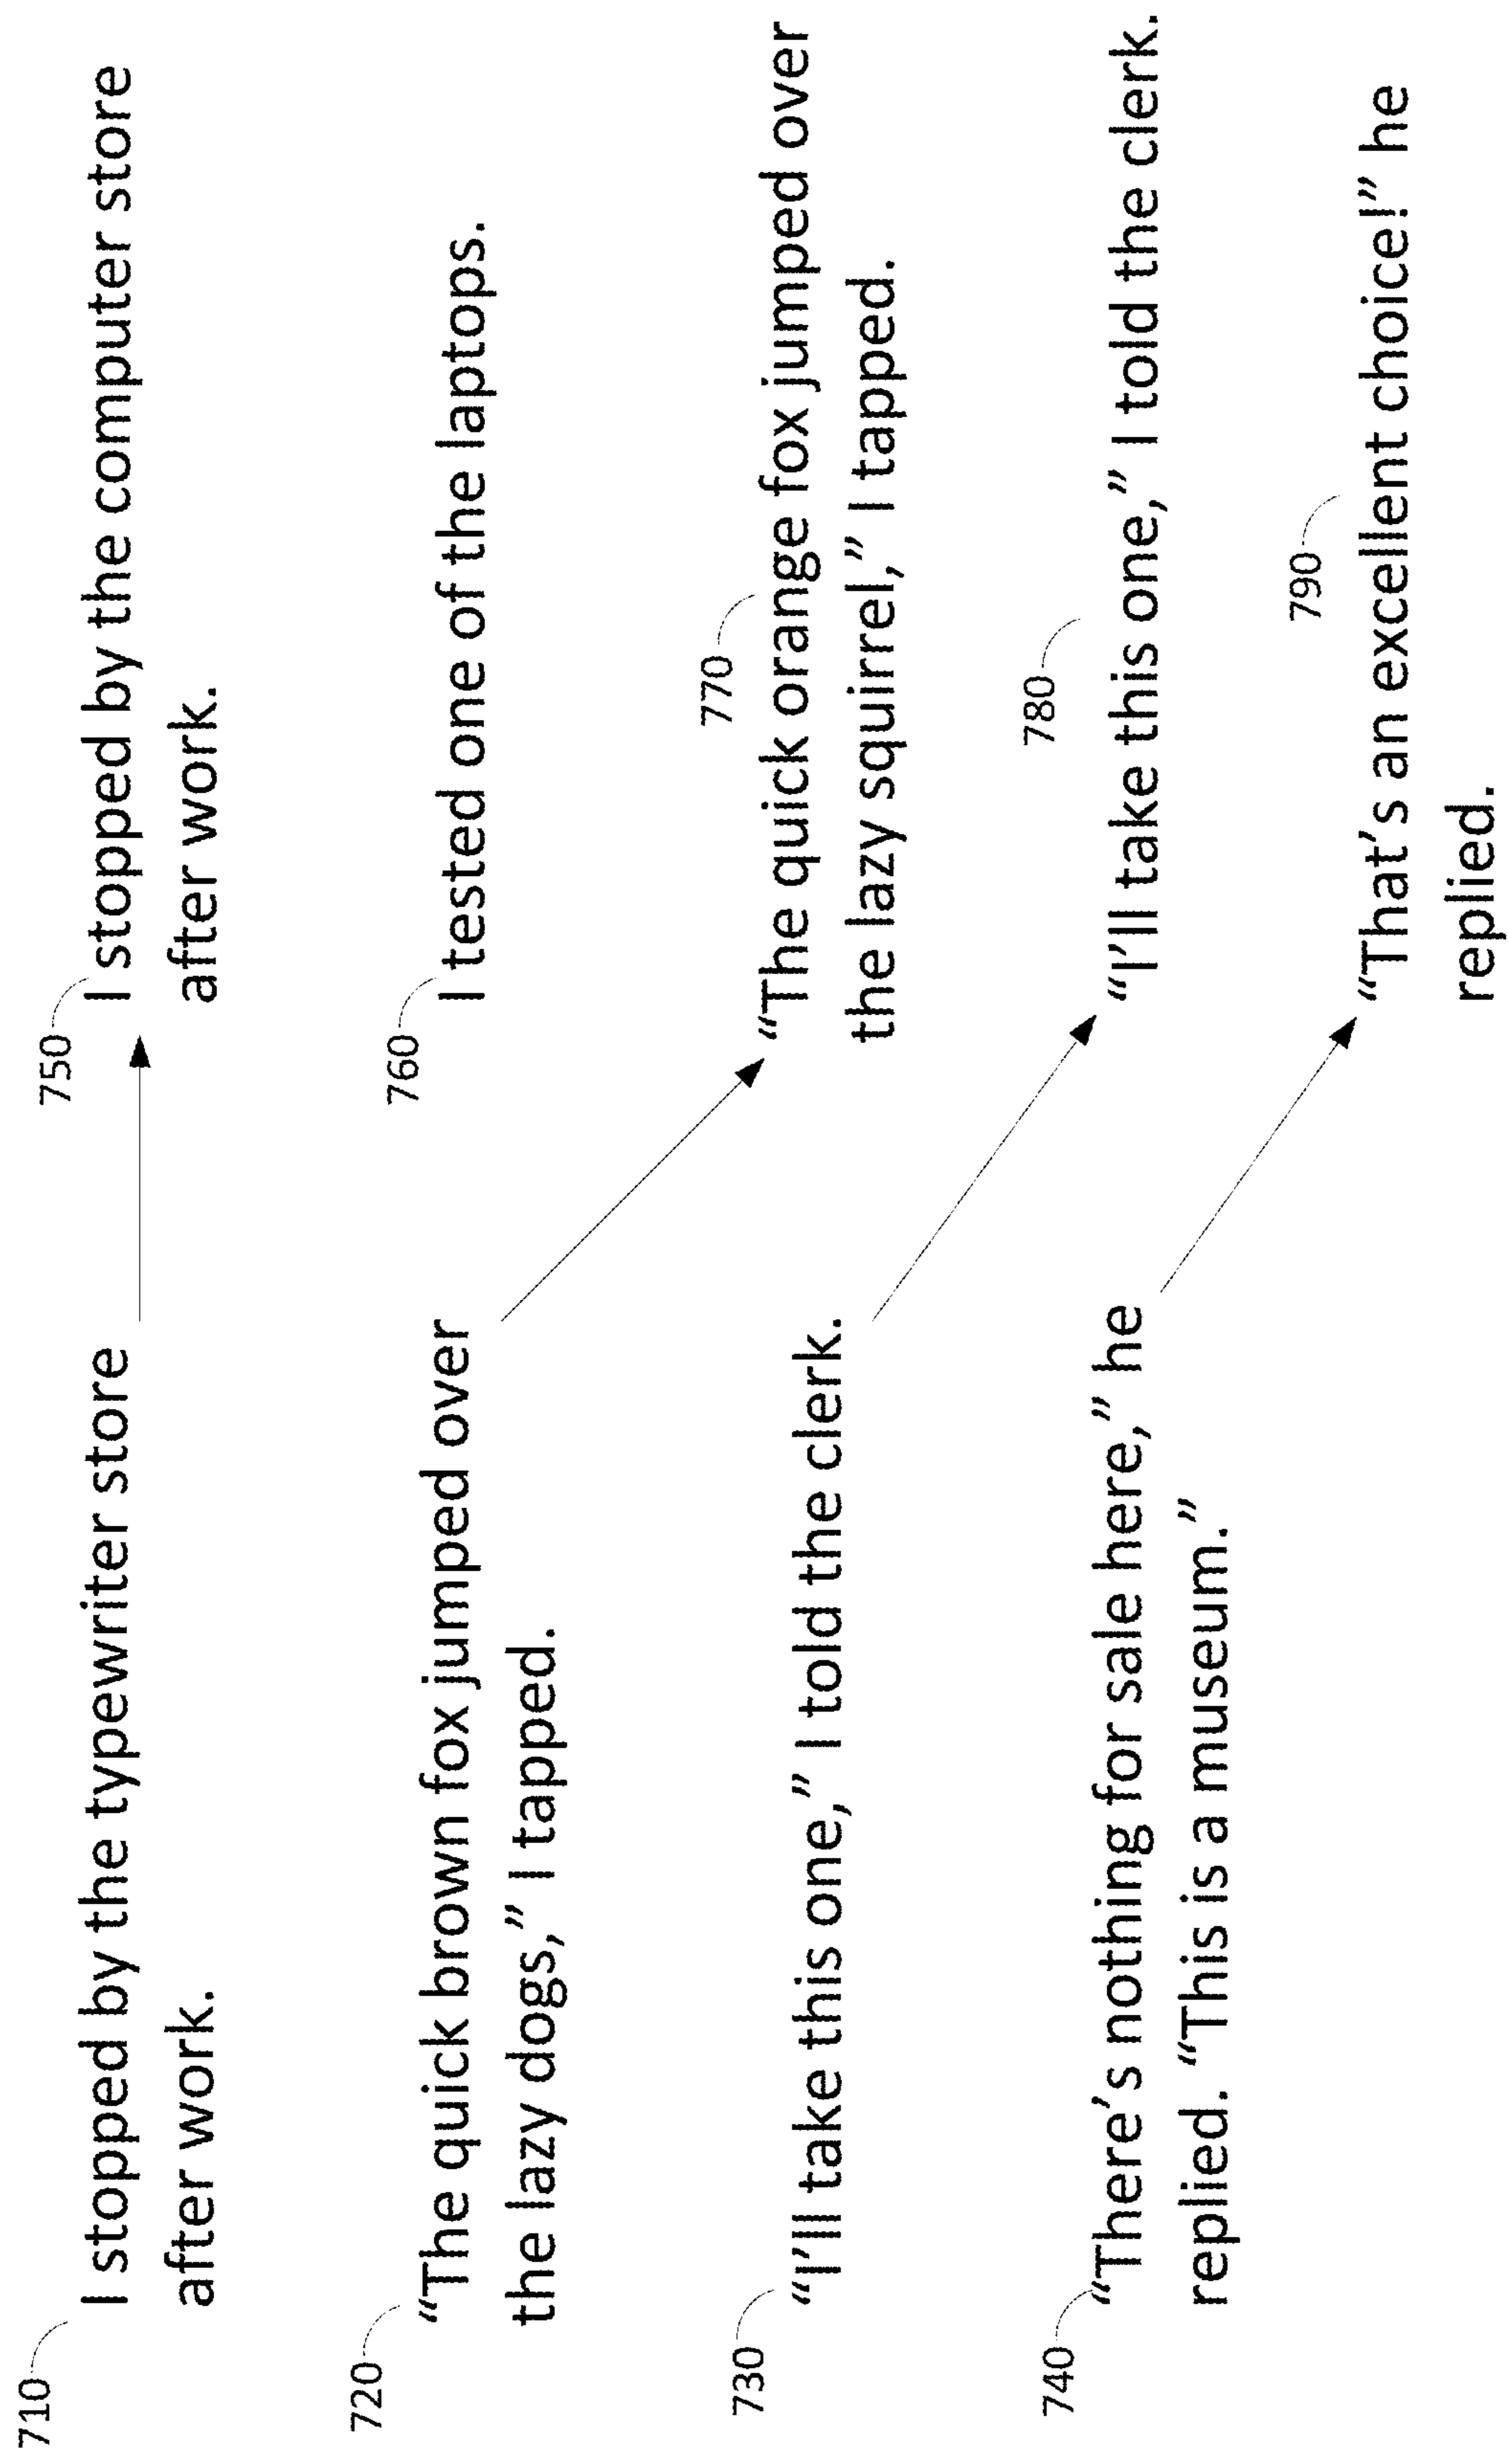 710
I stopped by the typewriter store
after work.
720
“The quick brown fox jumped over
the lazy dogs,” I tapped.
730
“I’ll take this one,” I told the clerk.
740
“There’s nothing for sale here,” he
replied. “This is a museum.”
750
I stopped by the computer store
after work.
760
I tested one of the laptops.
770
“The quick orange fox jumped over
the lazy squirrel,” I tapped.
780
“I’ll take this one,” I told the clerk.
790
“That’s an excellent choice!” he
replied.